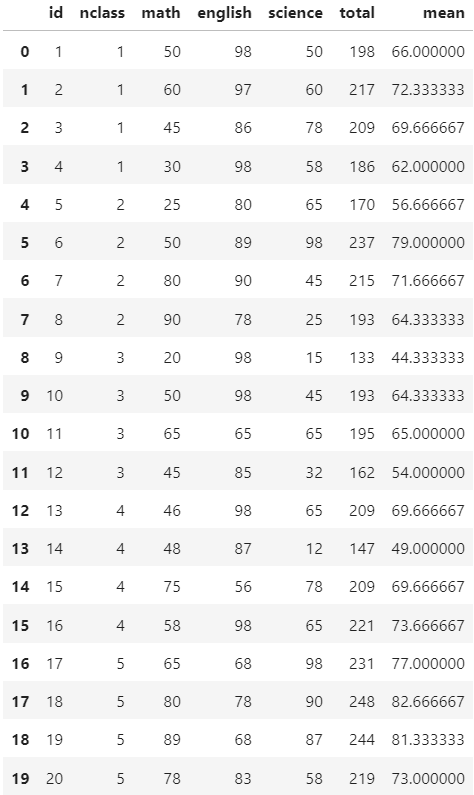 id nclass math english science total mean
0 1 1 50 98 50 198 66.000000
1 2 1 60 97 60 217 72.333333
2 3 1 45 86 78 209 69.666667
3 4 1 30 98 58 186 62.000000
4 5 2 25 80 65 170 56.666667
5 6 2 50 89 98 237 79.000000
6 7 2 80 90 45 215 71.666667
7 8 2 90 78 25 193 64.333333
8 9 3 20 98 15 133 44.333333
9 10 3 50 98 45 193 64.333333
10 11 3 65 65 65 195 65.000000
11 12 3 45 85 32 162 54.000000
12 13 4 46 98 65 209 69.666667
13 14 4 48 87 12 147 49.000000
14 15 4 75 56 78 209 69.666667
15 16 4 58 98 65 221 73.666667
16 17 5 65 68 98 231 77.000000
17 18 5 80 78 90 248 82.666667
18 19 5 89 68 87 244 81.333333
19 20 5 78 83 58 219 73.000000